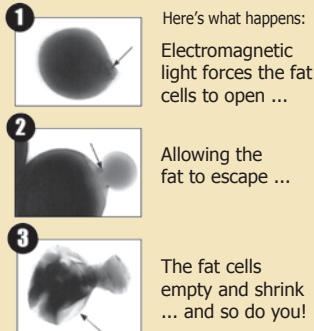 1
Here's what happens:
Electromagnetic
light forces the fat
cells to open ...
2
Allowing the
fat to escape ...
3
The fat cells
empty and shrink
... and so do you!